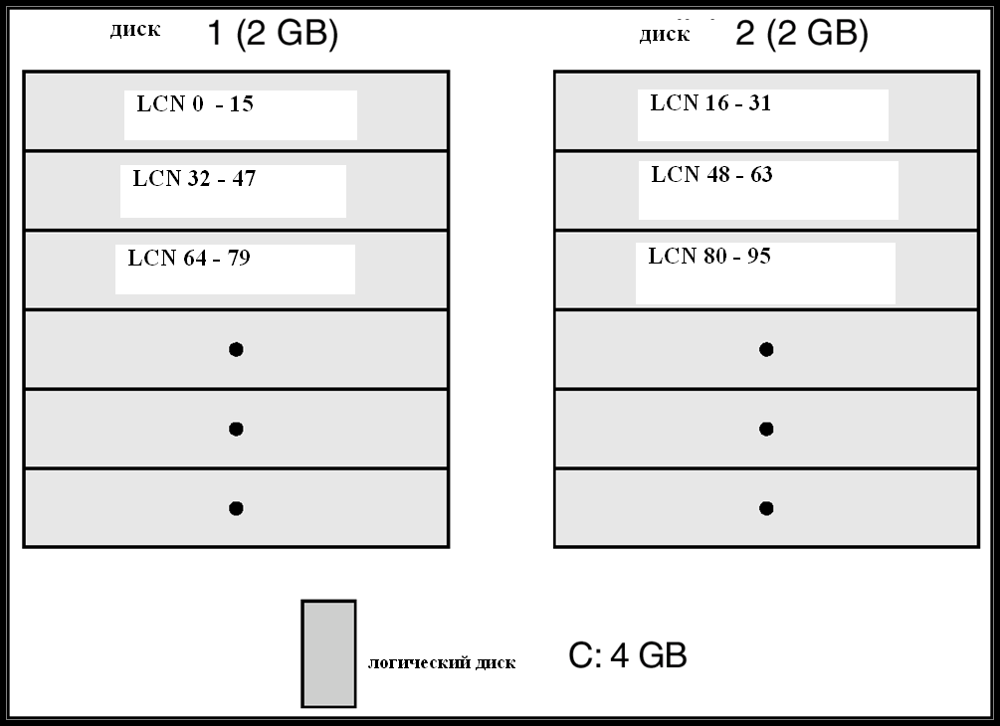 диск 1 (2 GB)
диск 2 (2 GB)
LCN 0 - 15
LCN 16 - 31
LCN 32 - 47
LCN 48 - 63
LCN 64 - 79
LCN 80 - 95
логический диск C: 4 GB